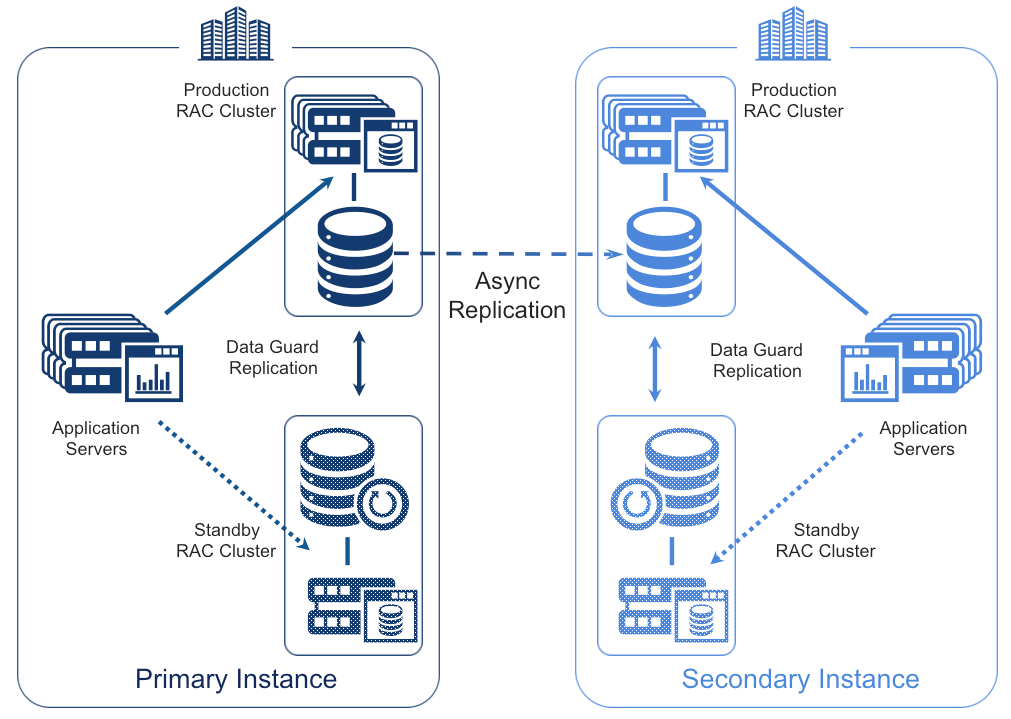 Production
RAC Cluster
Data Guard
Replication
Application
Servers
Standby
RAC Cluster
Primary Instance
Async
Replication
Production
RAC Cluster
Data Guard
Replication
Application
Servers
Standby
RAC Cluster
Secondary Instance